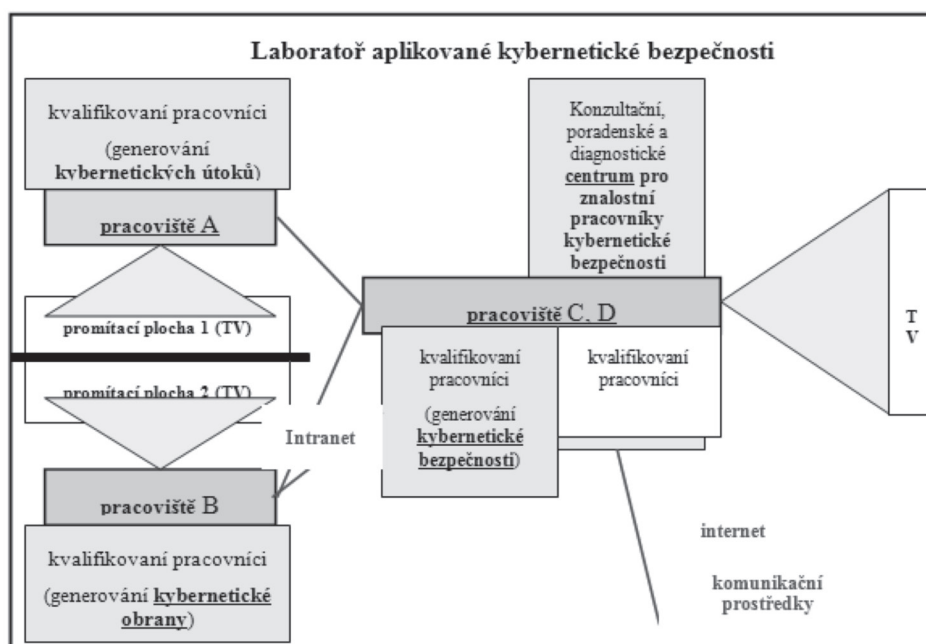 Laboratoř aplikované kybernetické bezpečnosti
kvalifikovaní pracovníci
(generování
kybernetických útoků)
pracoviště A
promítací plocha 1 (TV)
promítací plocha 2 (TV)
pracoviště B
kvalifikovaní pracovníci
(generování kybernetické
obrany)
Intranet
Konzultační,
poradenské a
diagnostické
centrum pro
znalostní
pracovníky
kybernetické
bezpečnosti
pracoviště C, D
kvalifikovaní
pracovníci
(generování
kybernetické
bezpečnosti)
kvalifikovaní
pracovníci
T
V
internet
komunikační
prostředky